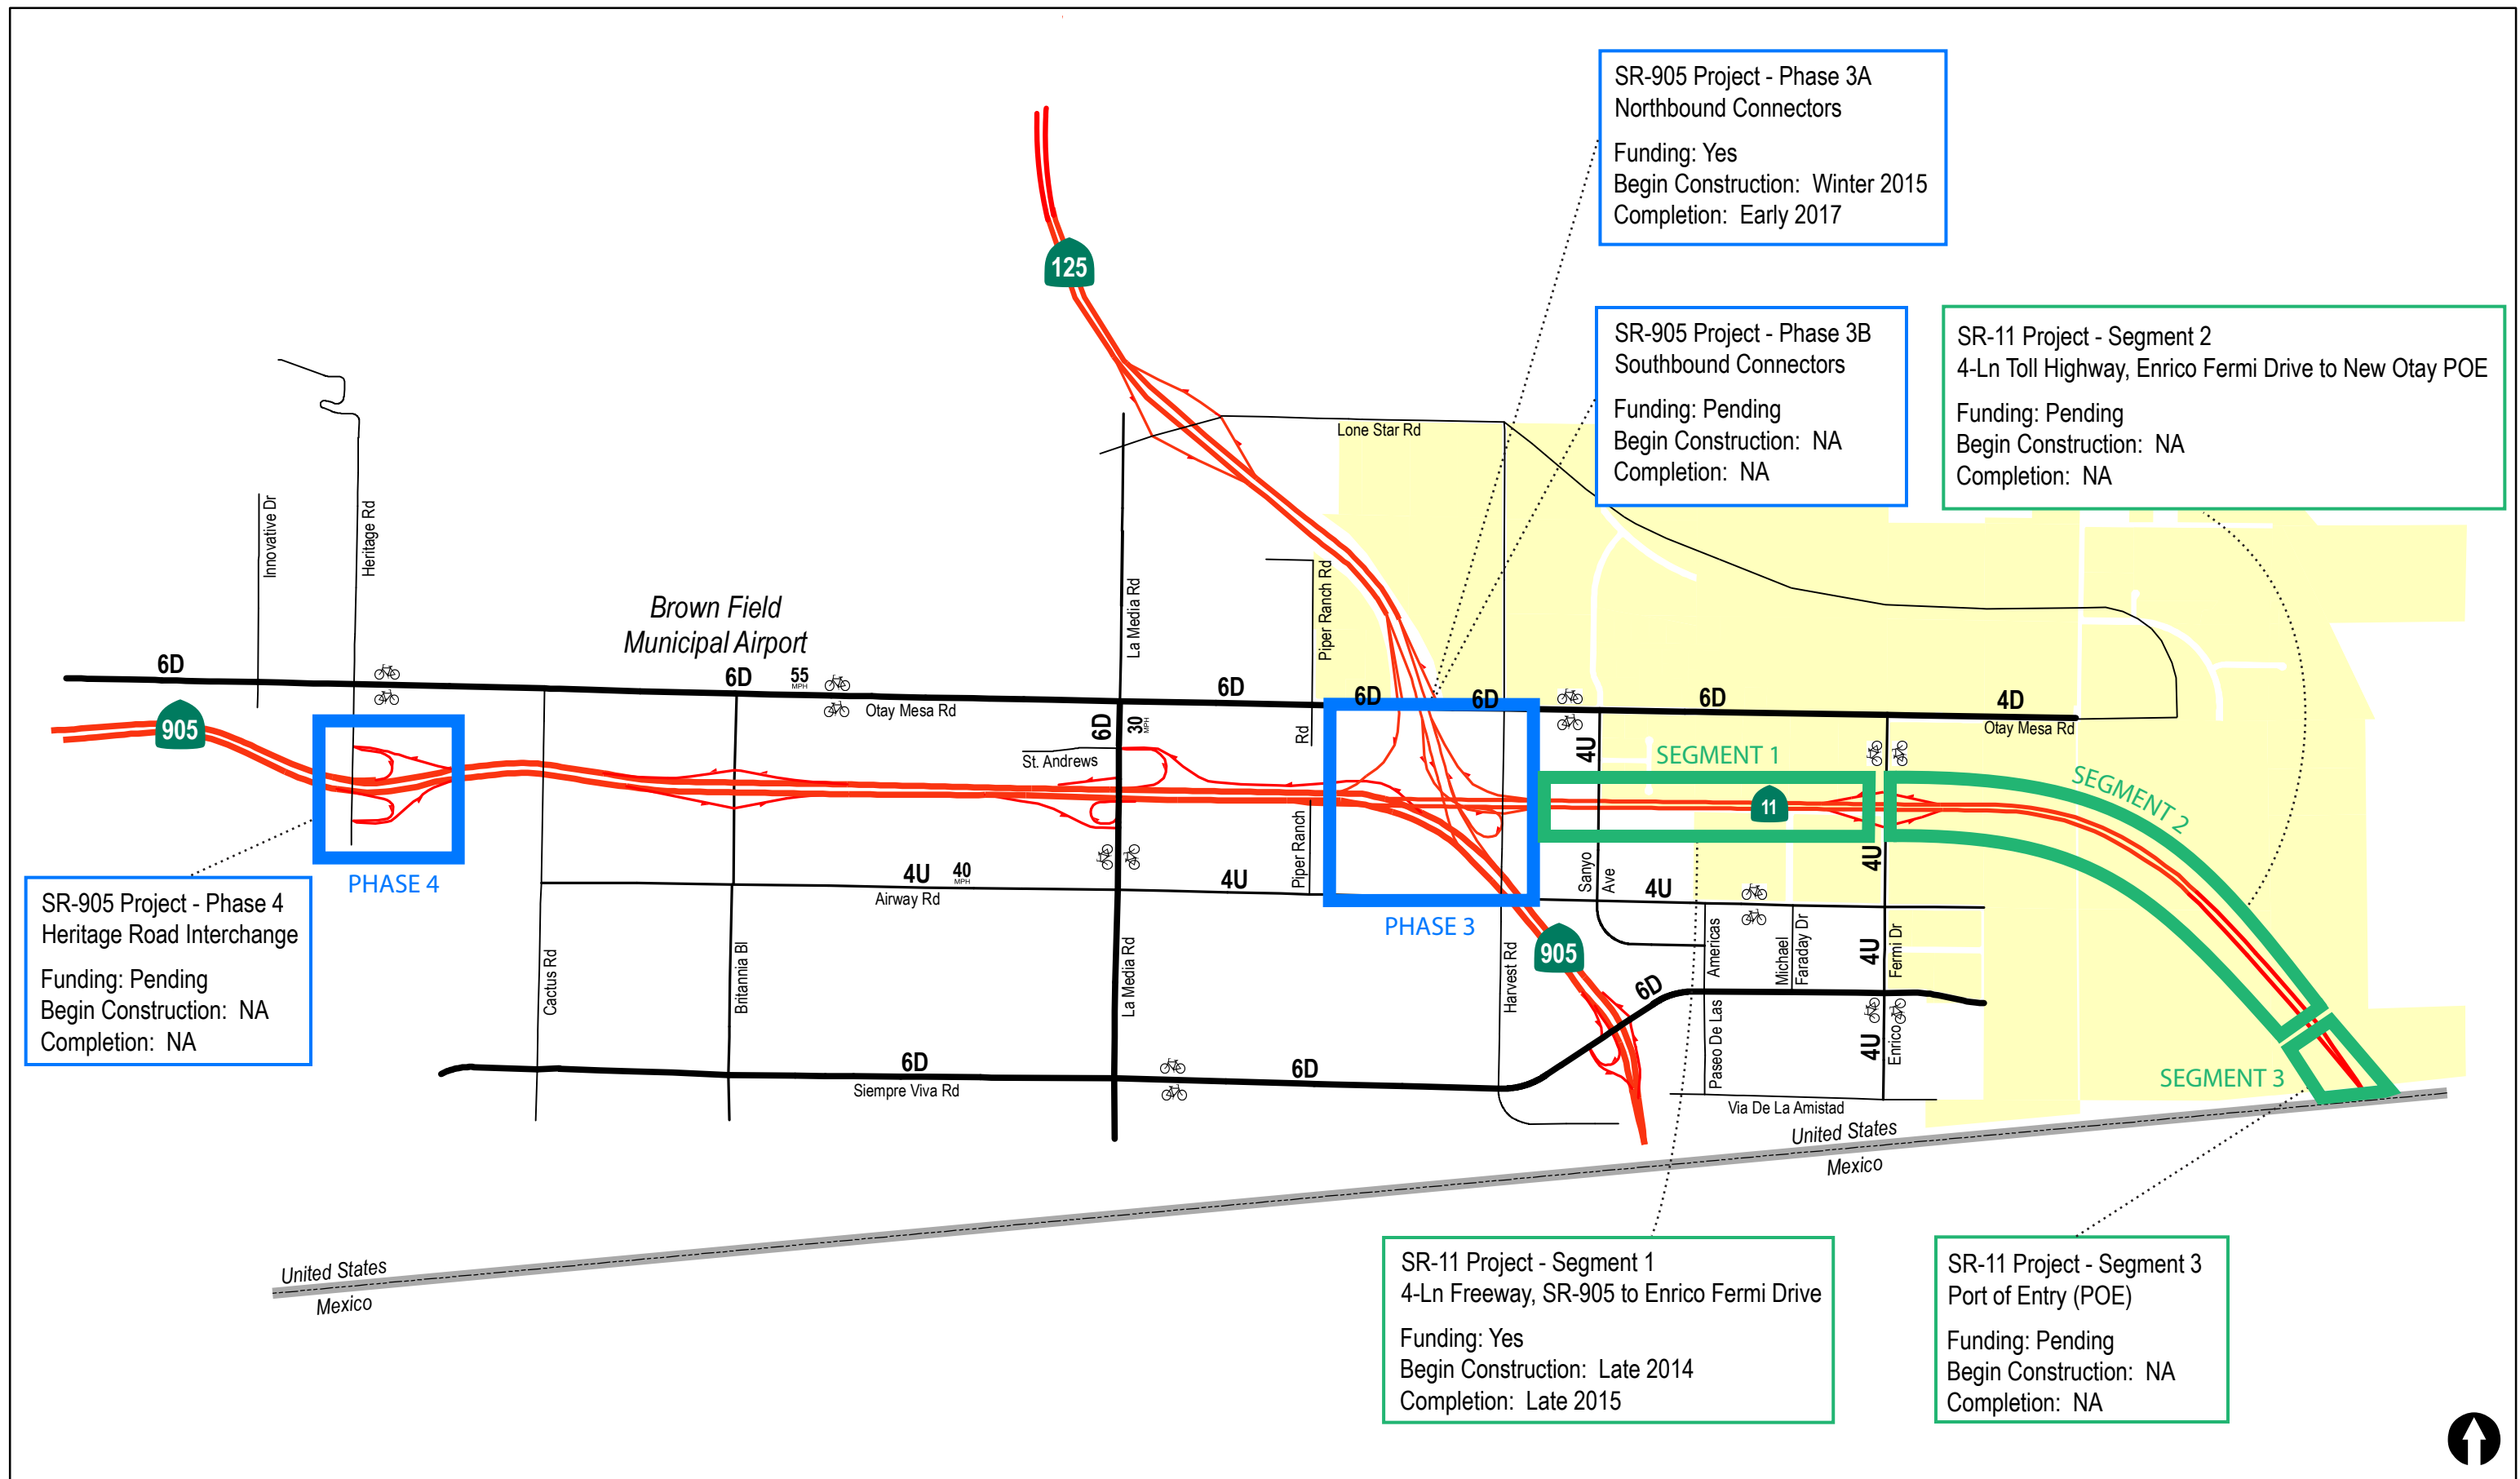 SR-905 Project - Phase 3A
Northbound Connectors
Funding: Yes
Begin Construction: Winter 2015
Completion: Early 2017
125
SR-905 Project - Phase 3B
Southbound Connectors
Funding: Pending
Begin Construction: NA
Completion: NA
SR-11 Project - Segment 2
4-Ln Toll Highway, Enrico Fermi Drive to New Otay POE
Funding: Pending
Begin Construction: NA
Completion: NA
Lone Star Rd
Innovative Dr
Heritage Rd
La Media Rd
Piper Ranch Rd
Brown Field
Municipal Airport
6D
6D
55
MPH
6D
6D
6D
6D
4D
Otay Mesa Rd
Otay Mesa Rd
905
6D
30
MPH
Rd
4U
St. Andrews
SEGMENT 1
SEGMENT 2
11
PHASE 4
4U
40
MPH
4U
Piper Ranch
Sanyo
Ave
4U
4U
Airway Rd
PHASE 3
SR-905 Project - Phase 4
Heritage Road Interchange
Funding: Pending
Begin Construction: NA
Completion: NA
Cactus Rd
Britannia Bl
La Media Rd
Harvest Rd
905
6D
Americas
Paseo De Las
Michael
Faraday Dr
4U
Fermi Dr
4U
Enrico
6D
6D
Siempre Viva Rd
SEGMENT 3
Via De La Amistad
United States
Mexico
United States
Mexico
SR-11 Project - Segment 1
4-Ln Freeway, SR-905 to Enrico Fermi Drive
Funding: Yes
Begin Construction: Late 2014
Completion: Late 2015
SR-11 Project - Segment 3
Port of Entry (POE)
Funding: Pending
Begin Construction: NA
Completion: NA